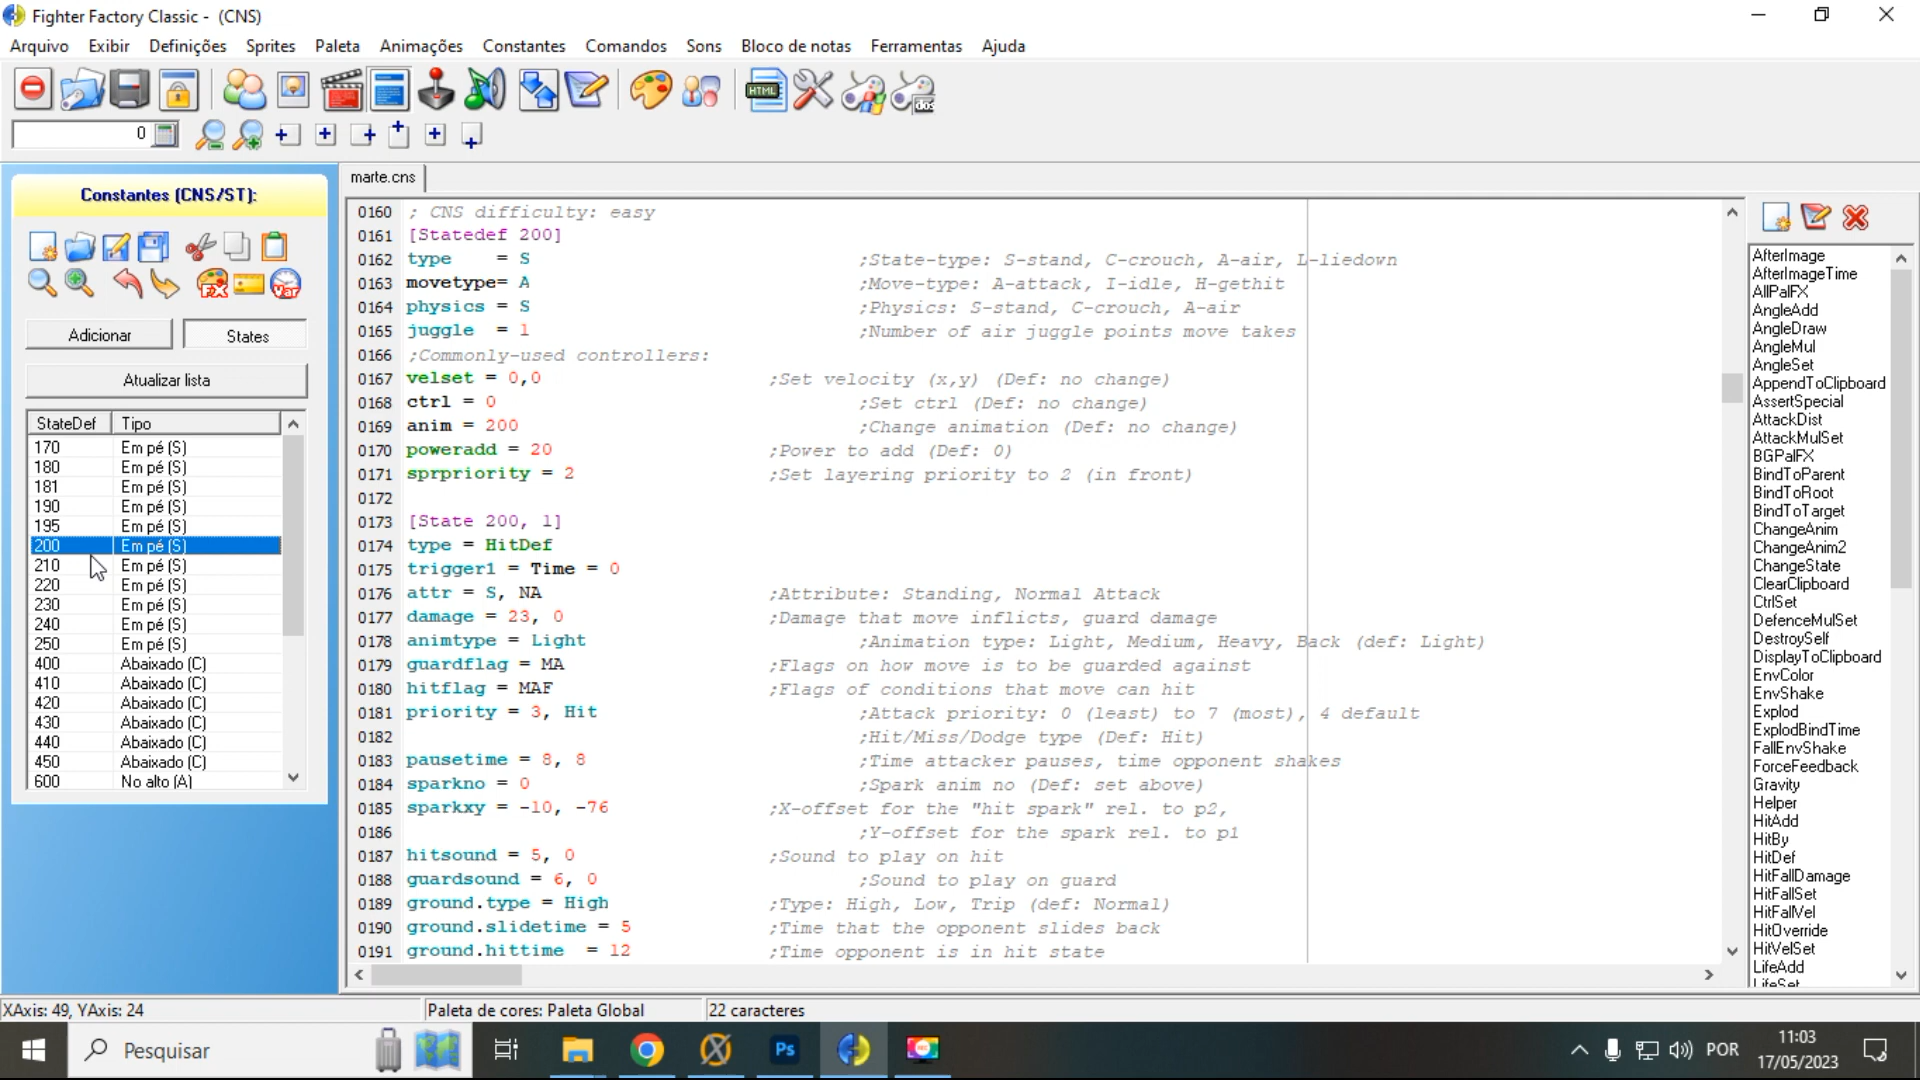 Fighter Factory Classic - (CNS)
Arquivo Exibir Definições Sprites Paleta Animações Constantes Comandos Sons Bloco de notas Ferramentas Ajuda
HTML
dos
0
Constantes (CNS/ST):
FX
Var
Adicionar
States
Atualizar lista
StateDef Tipo
170 Em pé (S)
180 Em pé (S)
181 Em pé (S)
190 Em pé (S)
195 Em pé (S)
200 Em pé (S)
210 Em pé (S)
220 Em pé (S)
230 Em pé (S)
240 Em pé (S)
250 Em pé (S)
400 Abaixado (C)
410 Abaixado (C)
420 Abaixado (C)
430 Abaixado (C)
440 Abaixado (C)
450 Abaixado (C)
600 No alto (A)
marte.cns
0160 ; CNS difficulty: easy
0161 [Statedef 200]
0162 type = S ;State-type: S-stand, C-crouch, A-air, L-liedown
0163 movetype= A ;Move-type: A-attack, I-idle, H-gethit
0164 physics = S ;Physics: S-stand, C-crouch, A-air
0165 juggle = 1 ;Number of air juggle points move takes
0166 ;Commonly-used controllers:
0167 velset = 0,0 ;Set velocity (x,y) (Def: no change)
0168 ctrl = 0 ;Set ctrl (Def: no change)
0169 anim = 200 ;Change animation (Def: no change)
0170 poweradd = 20 ;Power to add (Def: 0)
0171 sprpriority = 2 ;Set layering priority to 2 (in front)
0172
0173 [State 200, 1]
0174 type = HitDef
0175 trigger1 = Time = 0
0176 attr = S, NA ;Attribute: Standing, Normal Attack
0177 damage = 23, 0 ;Damage that move inflicts, guard damage
0178 animtype = Light ;Animation type: Light, Medium, Heavy, Back (def: Light)
0179 guardflag = MA ;Flags on how move is to be guarded against
0180 hitflag = MAF ;Flags of conditions that move can hit
0181 priority = 3, Hit ;Attack priority: 0 (least) to 7 (most), 4 default
0182 ;Hit/Miss/Dodge type (Def: Hit)
0183 pausetime = 8, 8 ;Time attacker pauses, time opponent shakes
0184 sparkno = 0 ;Spark anim no (Def: set above)
0185 sparkxy = -10, -76 ;X-offset for the "hit spark" rel. to p2,
0186 ;Y-offset for the spark rel. to p1
0187 hitsound = 5, 0 ;Sound to play on hit
0188 guardsound = 6, 0 ;Sound to play on guard
0189 ground.type = High ;Type: High, Low, Trip (def: Normal)
0190 ground.slidetime = 5 ;Time that the opponent slides back
0191 ground.hittime = 12 ;Time opponent is in hit state
AfterImage
AfterImageTime
AllPalFX
AngleAdd
AngleDraw
AngleMul
AngleSet
AppendToClipboard
AssertSpecial
AttackDist
AttackMulSet
BGPalFX
BindToParent
BindToRoot
BindToTarget
ChangeAnim
ChangeAnim2
ChangeState
ClearClipboard
CtrlSet
DefenceMulSet
DestroySelf
DisplayToClipboard
EnvColor
EnvShake
Explod
ExplodBindTime
FallEnvShake
ForceFeedback
Gravity
Helper
HitAdd
HitBy
HitDef
HitFallDamage
HitFallSet
HitFallVel
HitOverride
HitVelSet
LifeAdd
LifeSet
XAxis: 49, YAxis: 24
Paleta de cores: Paleta Global
22 caracteres
Pesquisar
Ps
POR
11:03
17/05/2023